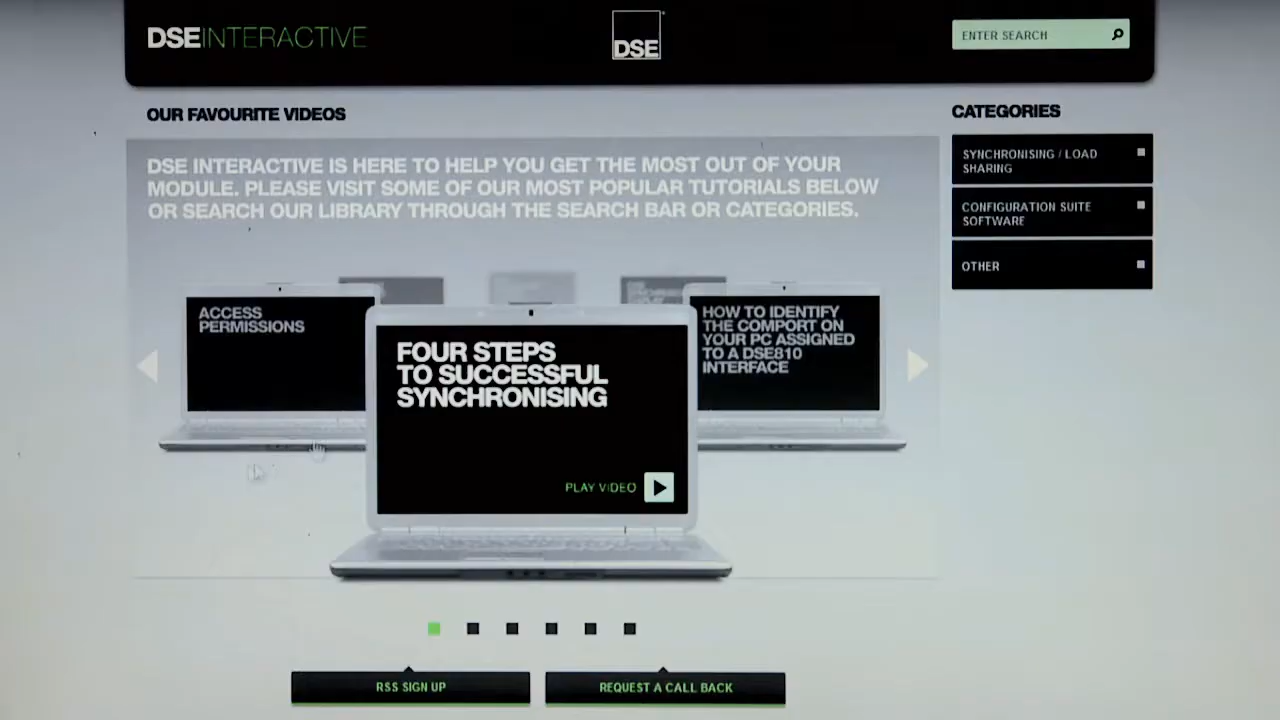 DSEINTERACTIVE
DSE
ENTER SEARCH
OUR FAVOURITE VIDEOS
DSE INTERACTIVE IS HERE TO HELP YOU GET THE MOST OUT OF YOUR
MODULE. PLEASE VISIT SOME OF OUR MOST POPULAR TUTORIALS BELOW
OR SEARCH OUR LIBRARY THROUGH THE SEARCH BAR OR CATEGORIES.
ACCESS
PERMISSIONS
FOUR STEPS
TO SUCCESSFUL
SYNCHRONISING
PLAY VIDEO
HOW TO IDENTIFY
THE COMPORT ON
YOUR PC ASSIGNED
TO A DSE810
INTERFACE
CATEGORIES
SYNCHRONISING / LOAD
SHARING
CONFIGURATION SUITE
SOFTWARE
OTHER
RSS SIGN UP
REQUEST A CALL BACK